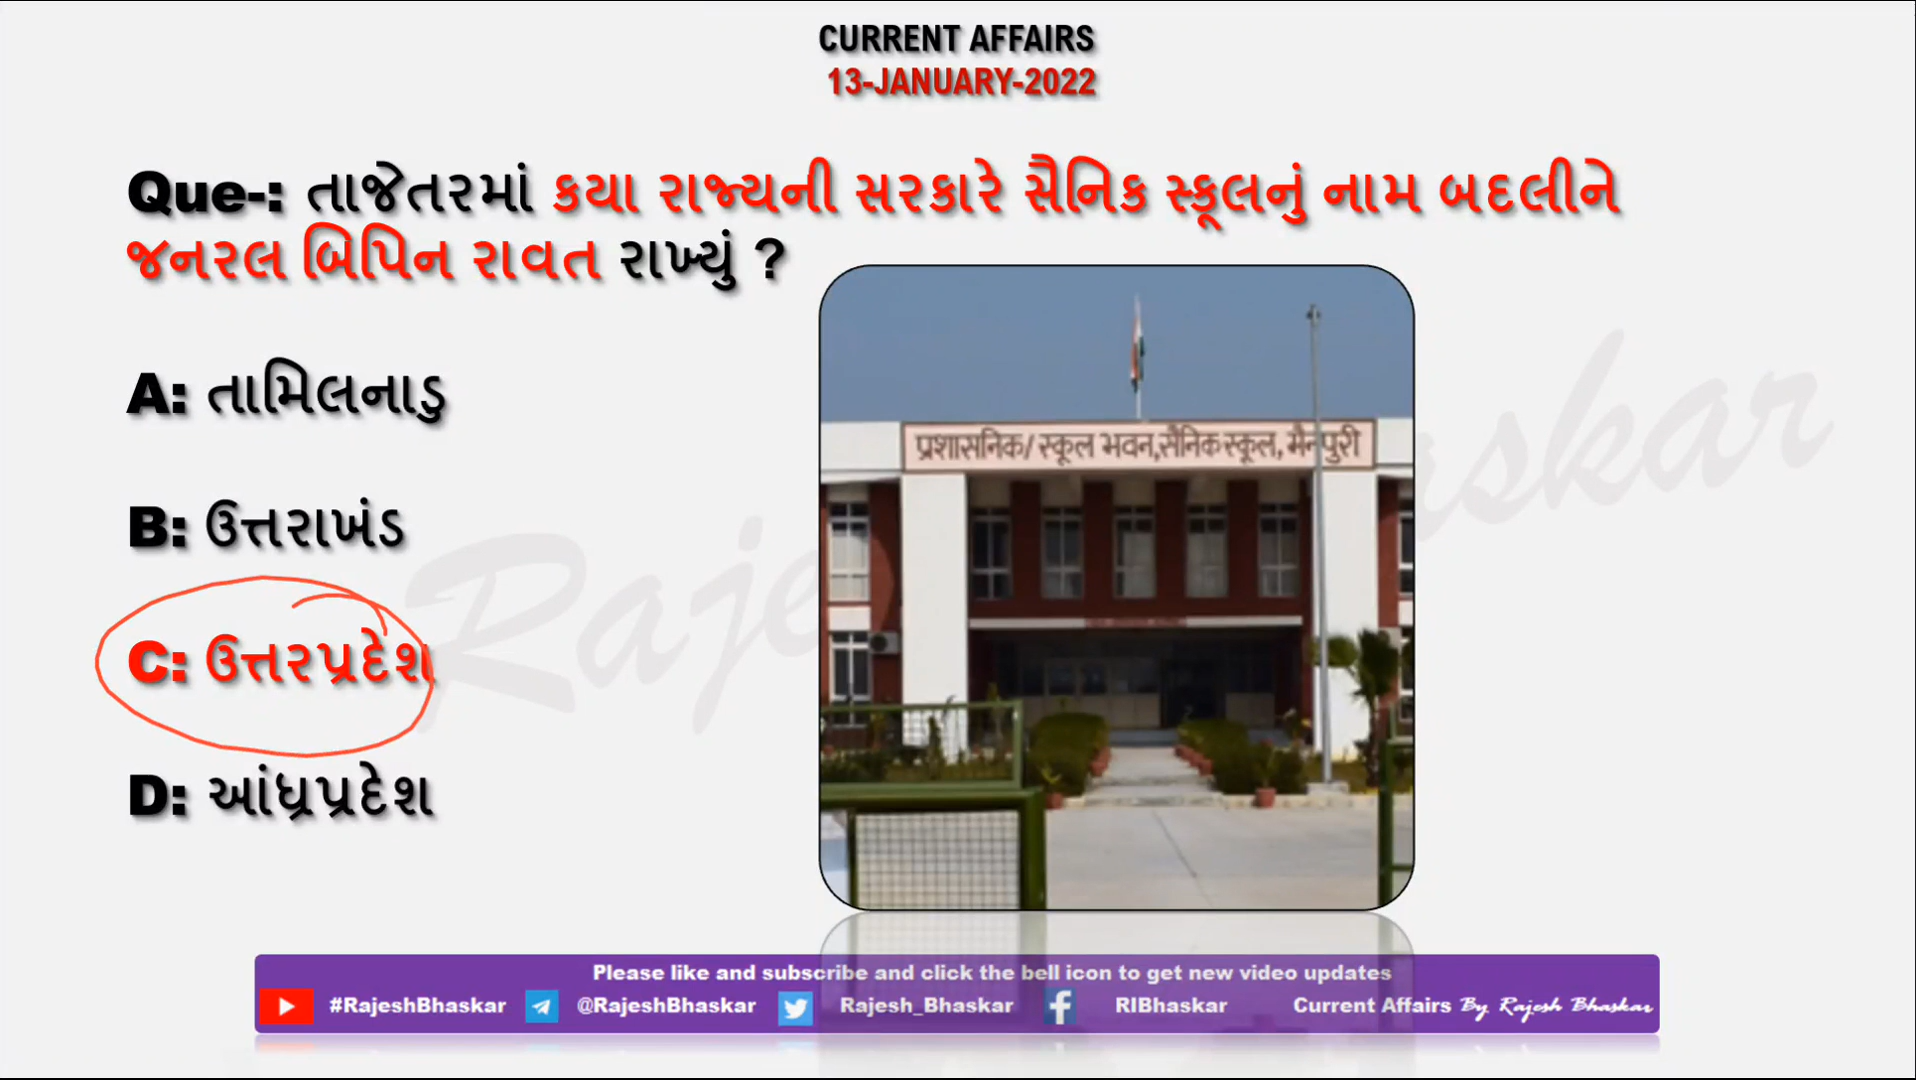 CURRENT AFFAIRS
13-JANUARY-2022
Que-: તાજેતરમાં કયા રાજ્યની સરકારે સૈનિક સ્કૂલનું નામ બદલીને
જનરલ બિપિન રાવત રાખ્યું ?
A: તામિલનાડુ
B: ઉત્તરાખંડ
C: ઉત્તરપ્રદેશ
D: આંધ્રપ્રદેશ
प्रशासनिक/ स्कूल भवन,सैनिक स्कूल, मैनपुरी
Rajesh Bhaskar
Please like and subscribe and click the bell icon to get new video updates
#RajeshBhaskar @RajeshBhaskar Rajesh_Bhaskar RIBhaskar Current Affairs By Rajesh Bhaskar